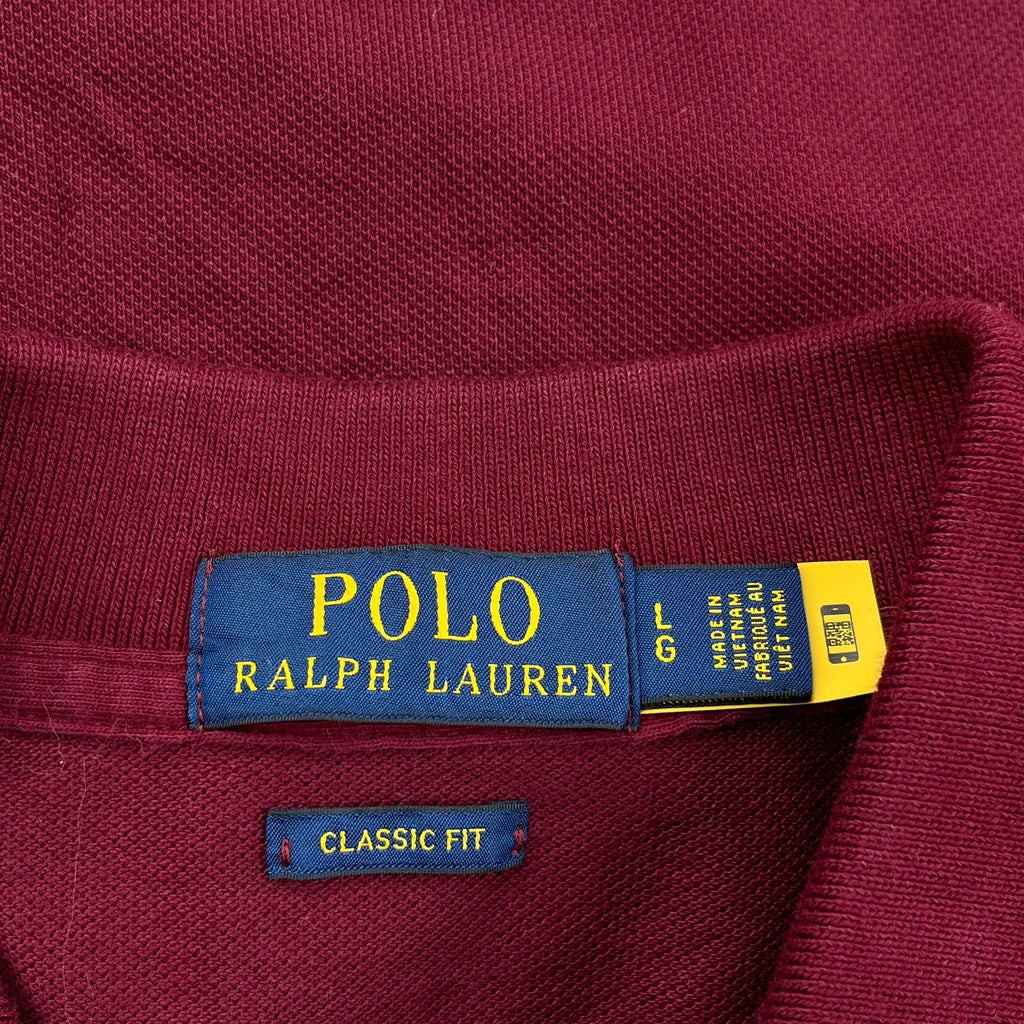 POLO
RALPH LAUREN
L
G
MADE IN
VIETNAM
FABRIQUÉ AU
VIÊT NAM
CLASSIC FIT